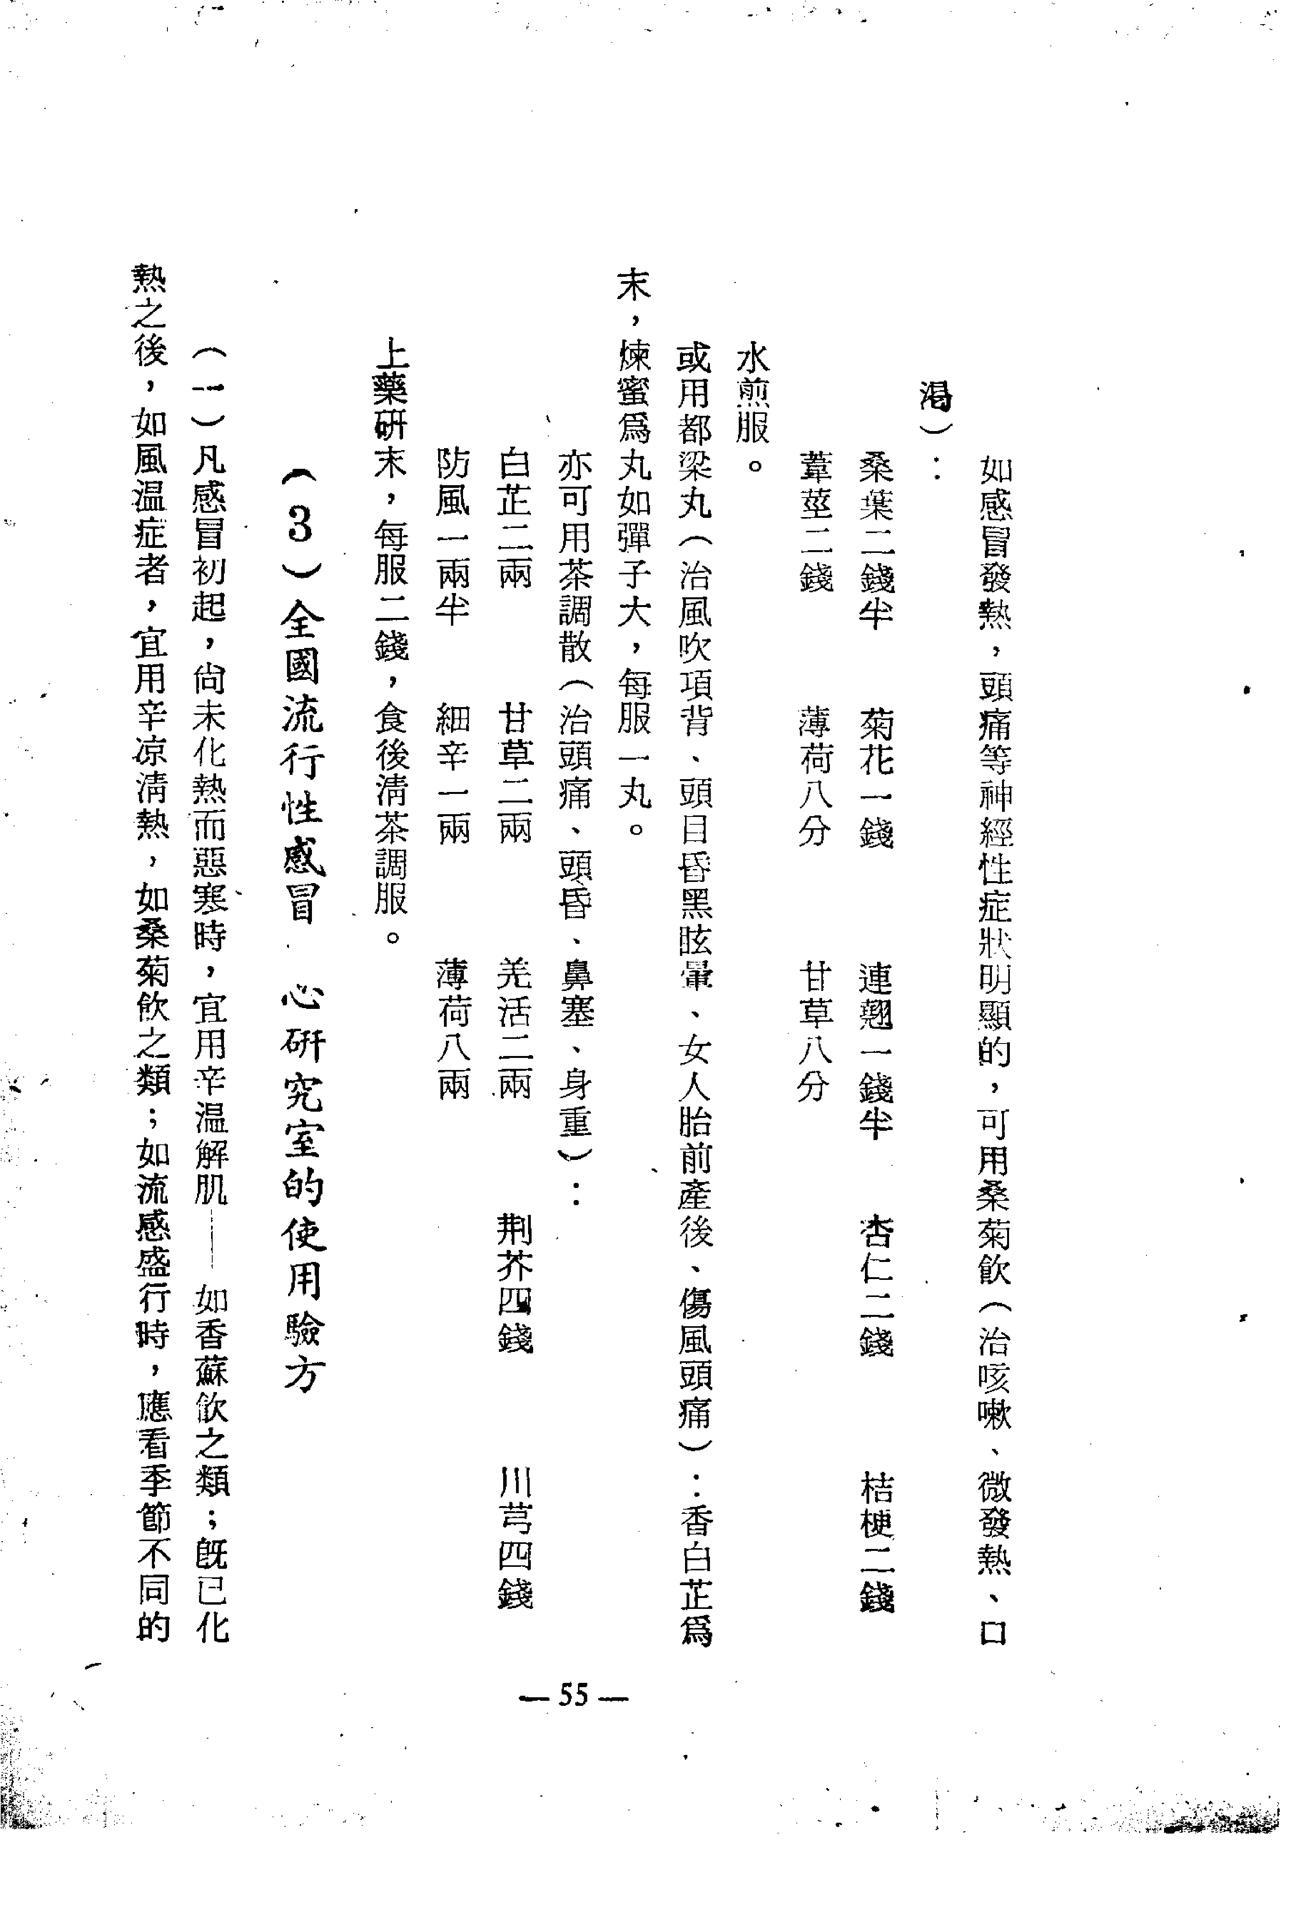 如感冒發熱，頭痛等神經性症狀明顯的，可用桑菊飲（治咳嗽、微發熱、口
渴）：
桑葉二錢半　菊花一錢　連翹一錢半　杏仁二錢　桔梗二錢
葦莖二錢　薄荷八分　甘草八分
水煎服。
或用都梁丸（治風吹項背、頭目昏黑眩暈、女人胎前產後、傷風頭痛）：香白芷爲
末，煉蜜爲丸如彈子大，每服一丸。
亦可用茶調散（治頭痛、頭昏、鼻塞、身重）：
白芷二兩　甘草二兩　羌活二兩　荆芥四錢　川芎四錢
防風一兩半　細辛一兩　薄荷八兩
上藥研末，每服二錢，食後清茶調服。
（3）全國流行性感冒　心研究室的使用驗方
（一）凡感冒初起，尙未化熱而惡寒時，宜用辛溫解肌——如香蘇飲之類；旣已化
熱之後，如風溫症者，宜用辛凉清熱，如桑菊飲之類；如流感盛行時，應看季節不同的
— 55 —